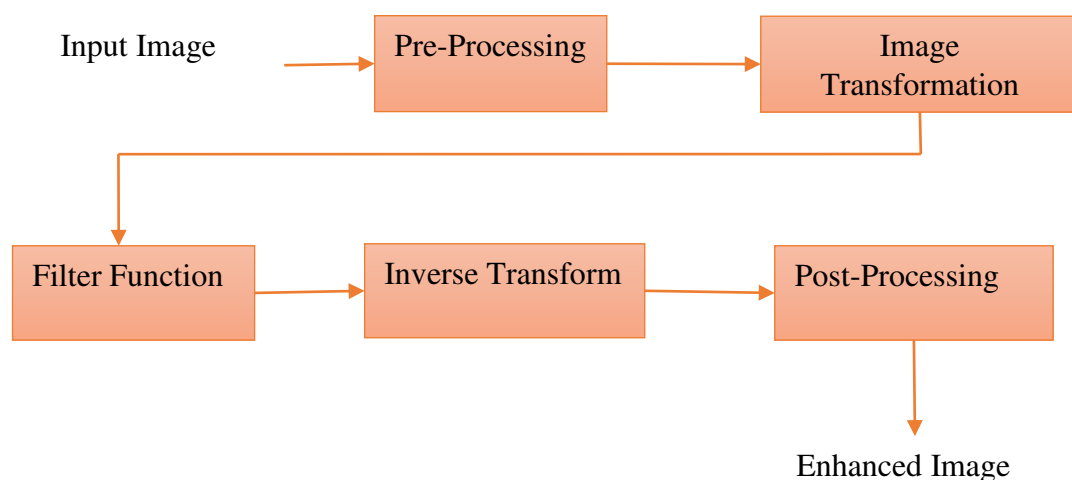 Input Image
Pre-Processing
Image
Transformation
Filter Function
Inverse Transform
Post-Processing
Enhanced Image